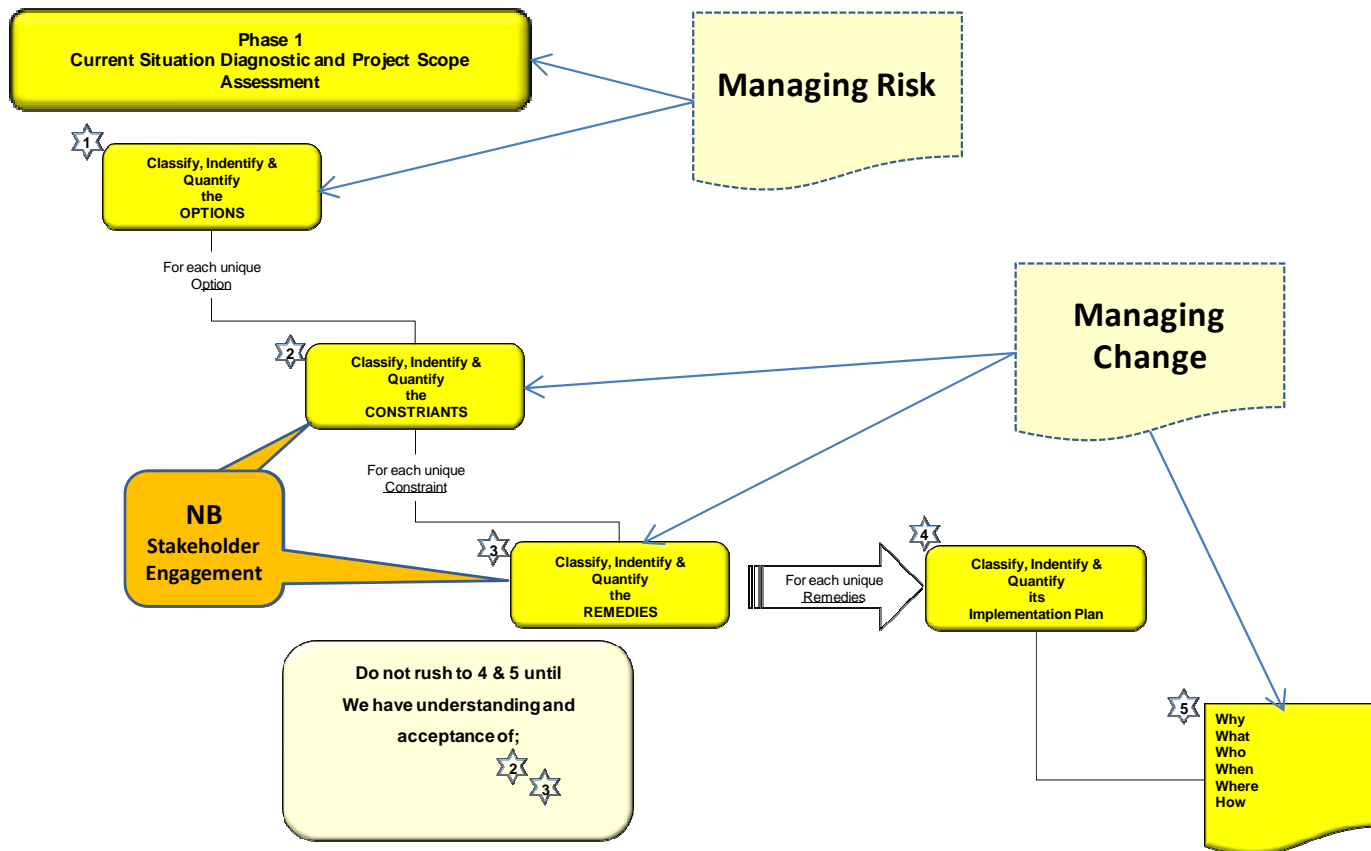 Phase 1
Current Situation Diagnostic and Project Scope
Assessment
Managing Risk
1
Classify, Indentify &
Quantify
the
OPTIONS
For each unique
Option
Managing
Change
2
Classify, Indentify &
Quantify
the
CONSTRIANTS
For each unique
Constraint
NB
Stakeholder
Engagement
3
Classify, Indentify &
Quantify
the
REMEDIES
For each unique
Remedies
4
Classify, Indentify &
Quantify
its
Implementation Plan
Do not rush to 4 & 5 until
We have understanding and
acceptance of;
2
3
5
Why
What
Who
When
Where
How